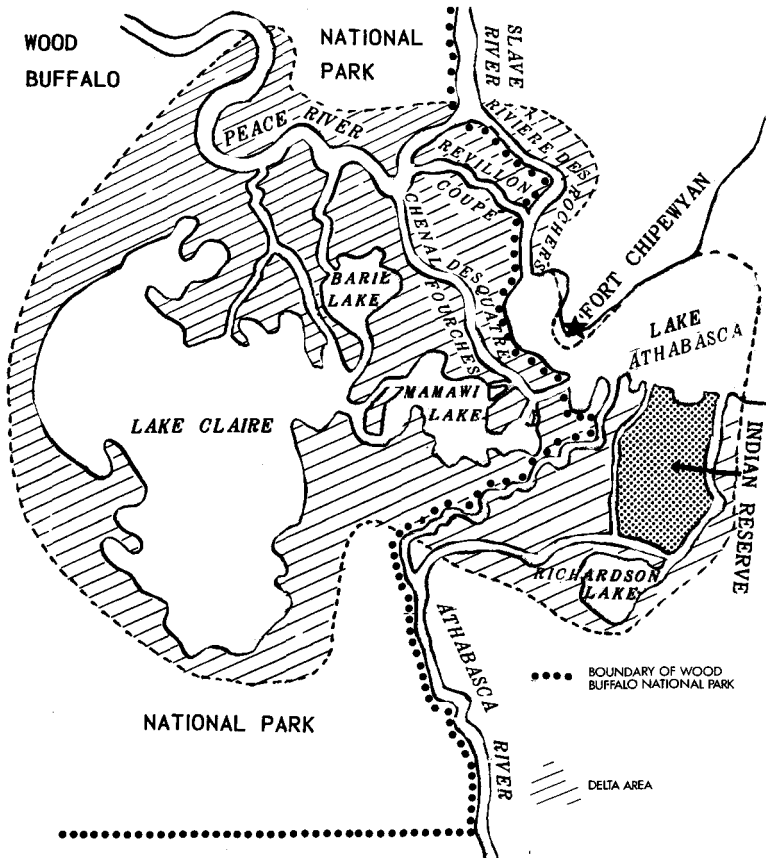 WOOD
BUFFALO
NATIONAL
PARK
SLAVE
RIVER
PEACE RIVER
RIVIERE DES
ROCHERS
REVILLON
COUPE
CHENAL DES QUATRE
FOURCHES
FORT CHIPEWYAN
BARIL
LAKE
LAKE
ATHABASCA
MAMAWI
LAKE
LAKE CLAIRE
INDIAN RESERVE
RICHARDSON
LAKE
ATHABASCA
RIVER
BOUNDARY OF WOOD
BUFFALO NATIONAL PARK
NATIONAL PARK
DELTA AREA